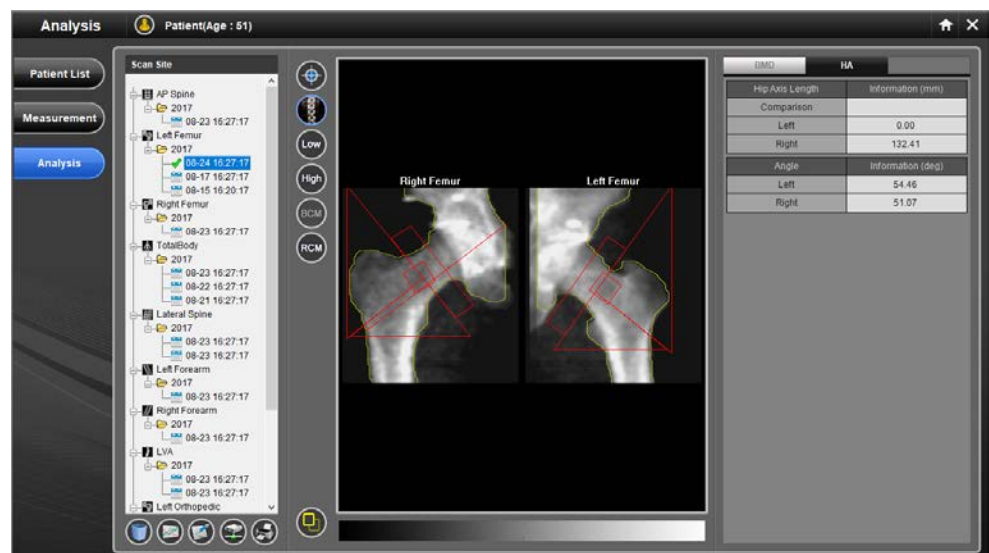 Analysis
Patient(Age : 51)
Patient List
Measurement
Analysis
Scan Site
AP Spine
2017
08-23 16:27:17
Left Femur
2017
08-24 16:27:17
08-17 16:27:17
08-15 16:20:17
Right Femur
2017
08-23 16:27:17
TotalBody
2017
08-23 16:27:17
08-22 16:27:17
08-21 16:27:17
Lateral Spine
2017
08-23 16:27:17
08-23 16:27:17
Left Forearm
2017
08-23 16:27:17
Right Forearm
2017
08-23 16:27:17
LVA
2017
08-23 16:27:17
08-23 16:27:17
Left Orthopedic
Low
High
BCM
RCM
Right Femur
Left Femur
BMD HA
Hip Axis Length Information (mm)
Comparison
Left 0.00
Right 132.41
Angle Information (deg)
Left 54.46
Right 51.07